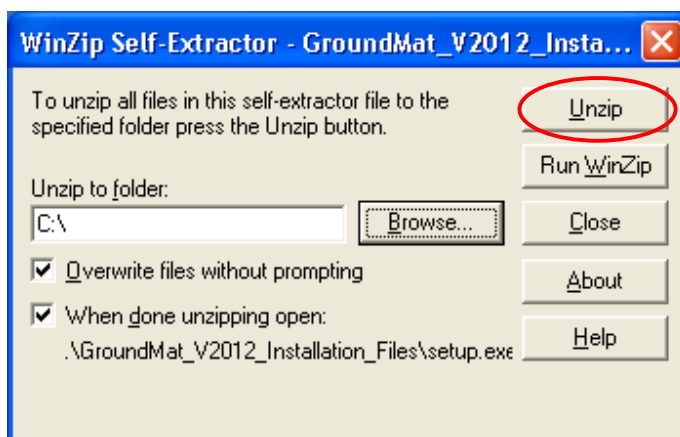 WinZip Self-Extractor - GroundMat_V2012_Insta...
To unzip all files in this self-extractor file to the
specified folder press the Unzip button.
Unzip
Run WinZip
Unzip to folder:
C:\
Browse...
Close
Overwrite files without prompting
About
When done unzipping open:
.\GroundMat_V2012_Installation_Files\setup.exe
Help